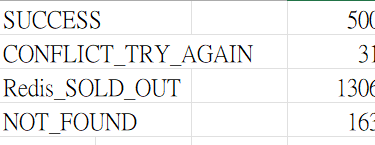 SUCCESS 500
CONFLICT_TRY_AGAIN 31
Redis_SOLD_OUT 1306
NOT_FOUND 163